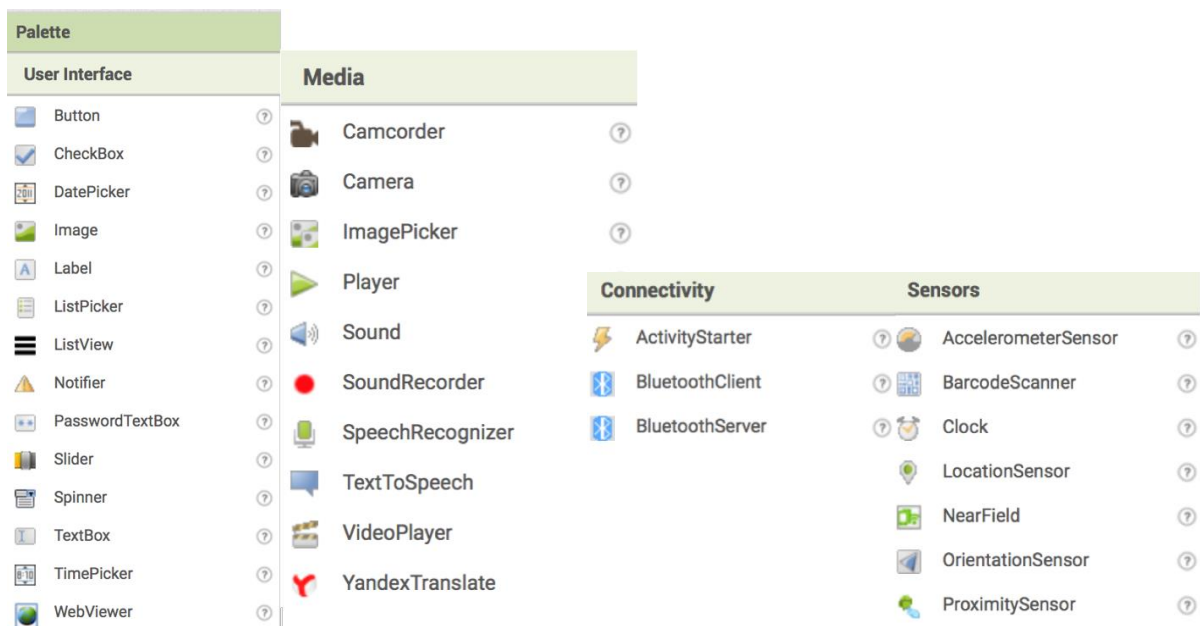 Palette
User Interface
Button
CheckBox
DatePicker
Image
Label
ListPicker
ListView
Notifier
PasswordTextBox
Slider
Spinner
TextBox
TimePicker
WebViewer
Media
Camcorder
Camera
ImagePicker
Player
Sound
SoundRecorder
SpeechRecognizer
TextToSpeech
VideoPlayer
YandexTranslate
Connectivity
ActivityStarter
BluetoothClient
BluetoothServer
Sensors
AccelerometerSensor
BarcodeScanner
Clock
LocationSensor
NearField
OrientationSensor
ProximitySensor